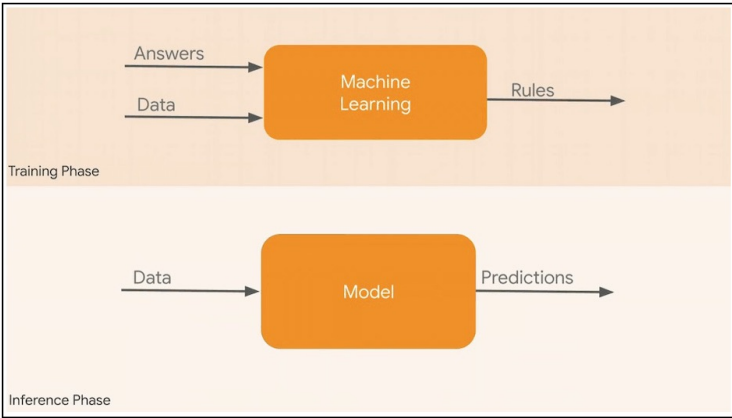 Answers
Data
Machine
Learning
Rules
Training Phase
Data
Model
Predictions
Inference Phase